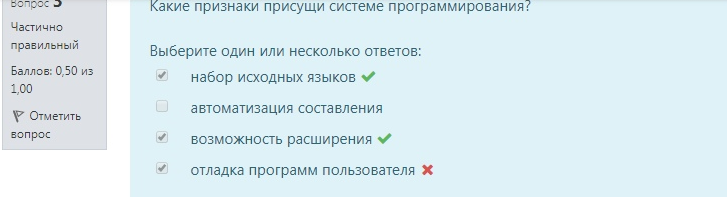 Вопрос 3
Частично
правильный
Баллов: 0,50 из
1,00
Отметить
вопрос
Какие признаки присущи системе программирования?
Выберите один или несколько ответов:
набор исходных языков
автоматизация составления
возможность расширения
отладка программ пользователя